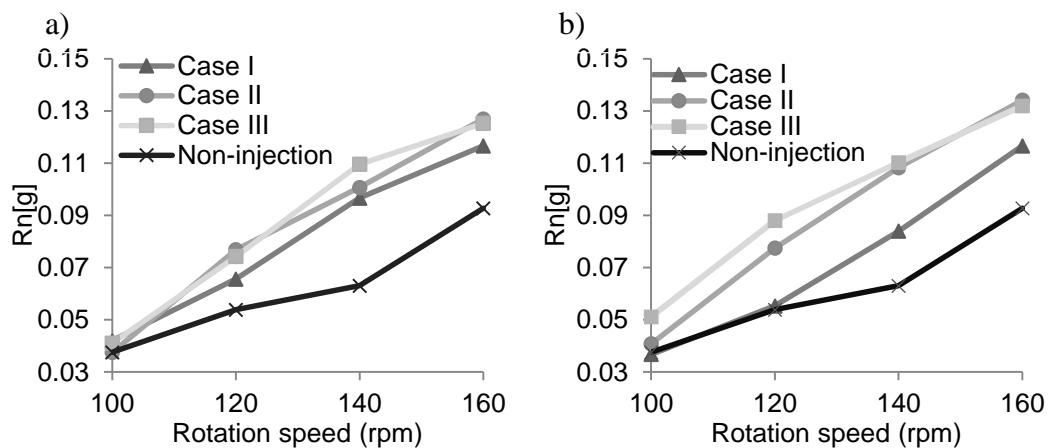 a)
0.15
0.13
0.11
0.09
0.07
0.05
0.03
Rn[g]
Case I
Case II
Case III
Non-injection
100 120 140 160
Rotation speed (rpm)
b)
0.15
0.13
0.11
0.09
0.07
0.05
0.03
Rn[g]
Case I
Case II
Case III
Non-injection
100 120 140 160
Rotation speed (rpm)